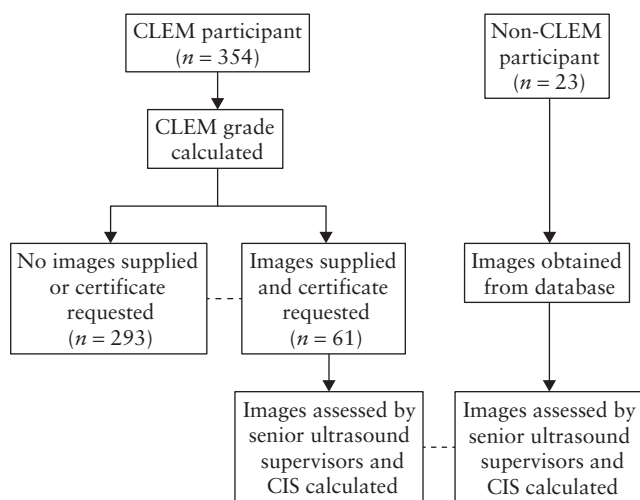 CLEM participant
(n = 354)
Non-CLEM
participant
(n = 23)
CLEM grade
calculated
No images supplied
or certificate
requested
(n = 293)
Images supplied
and certificate
requested
(n = 61)
Images obtained
from database
Images assessed by
senior ultrasound
supervisors and
CIS calculated
Images assessed by
senior ultrasound
supervisors and
CIS calculated